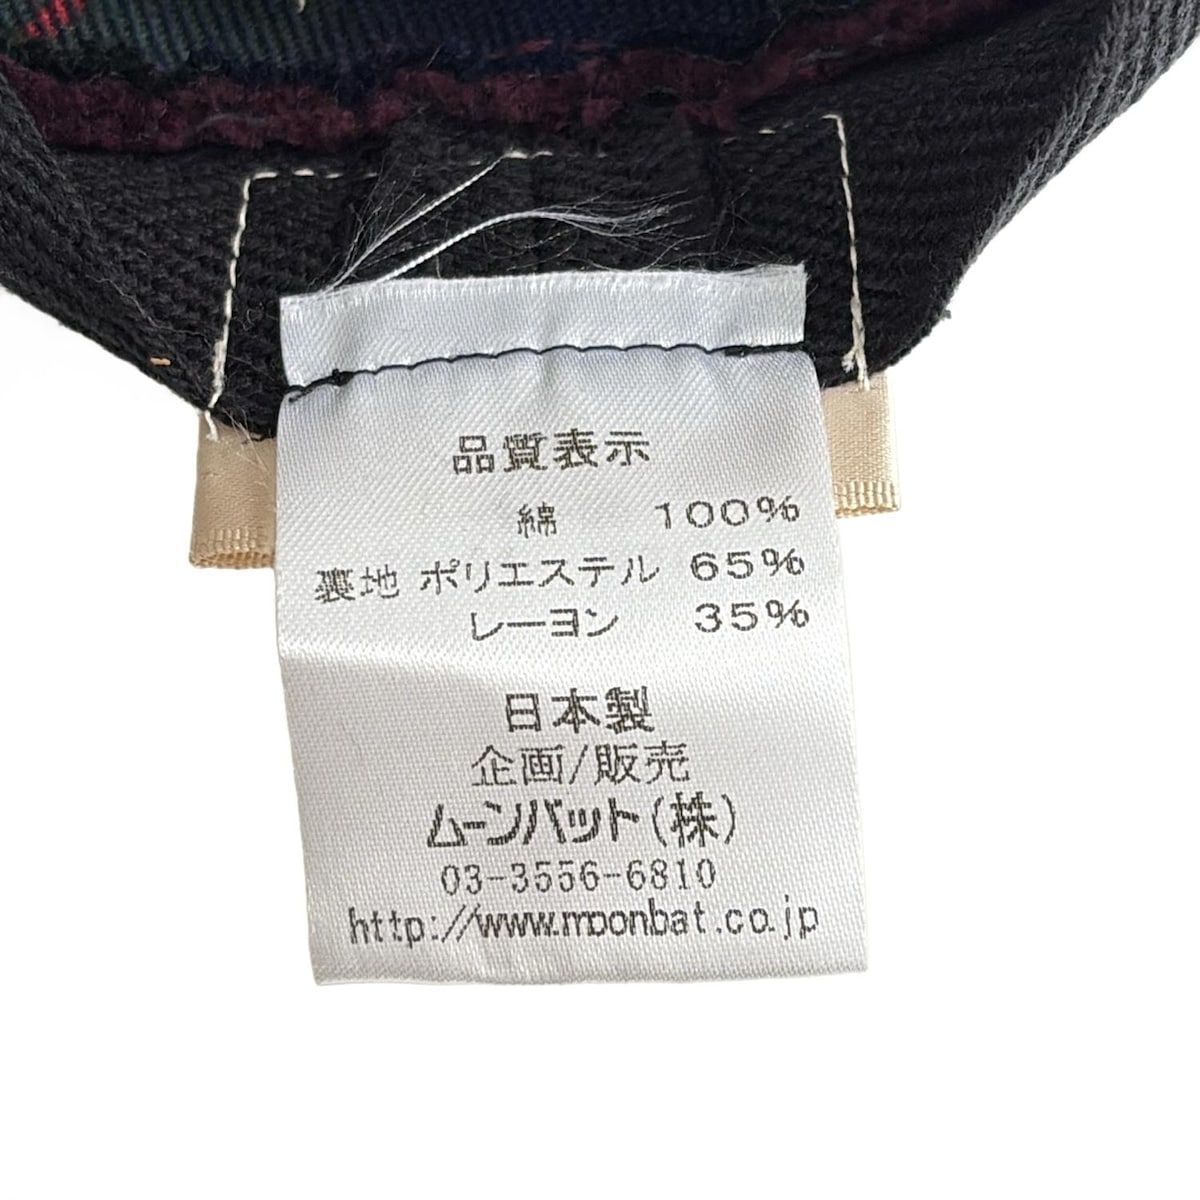 品質表示
綿 100%
裏地 ポリエステル 65%
レーヨン 35%
日本製
企画/販売
ムーンバット(株)
03-3556-6810
http://www.moonbat.co.jp